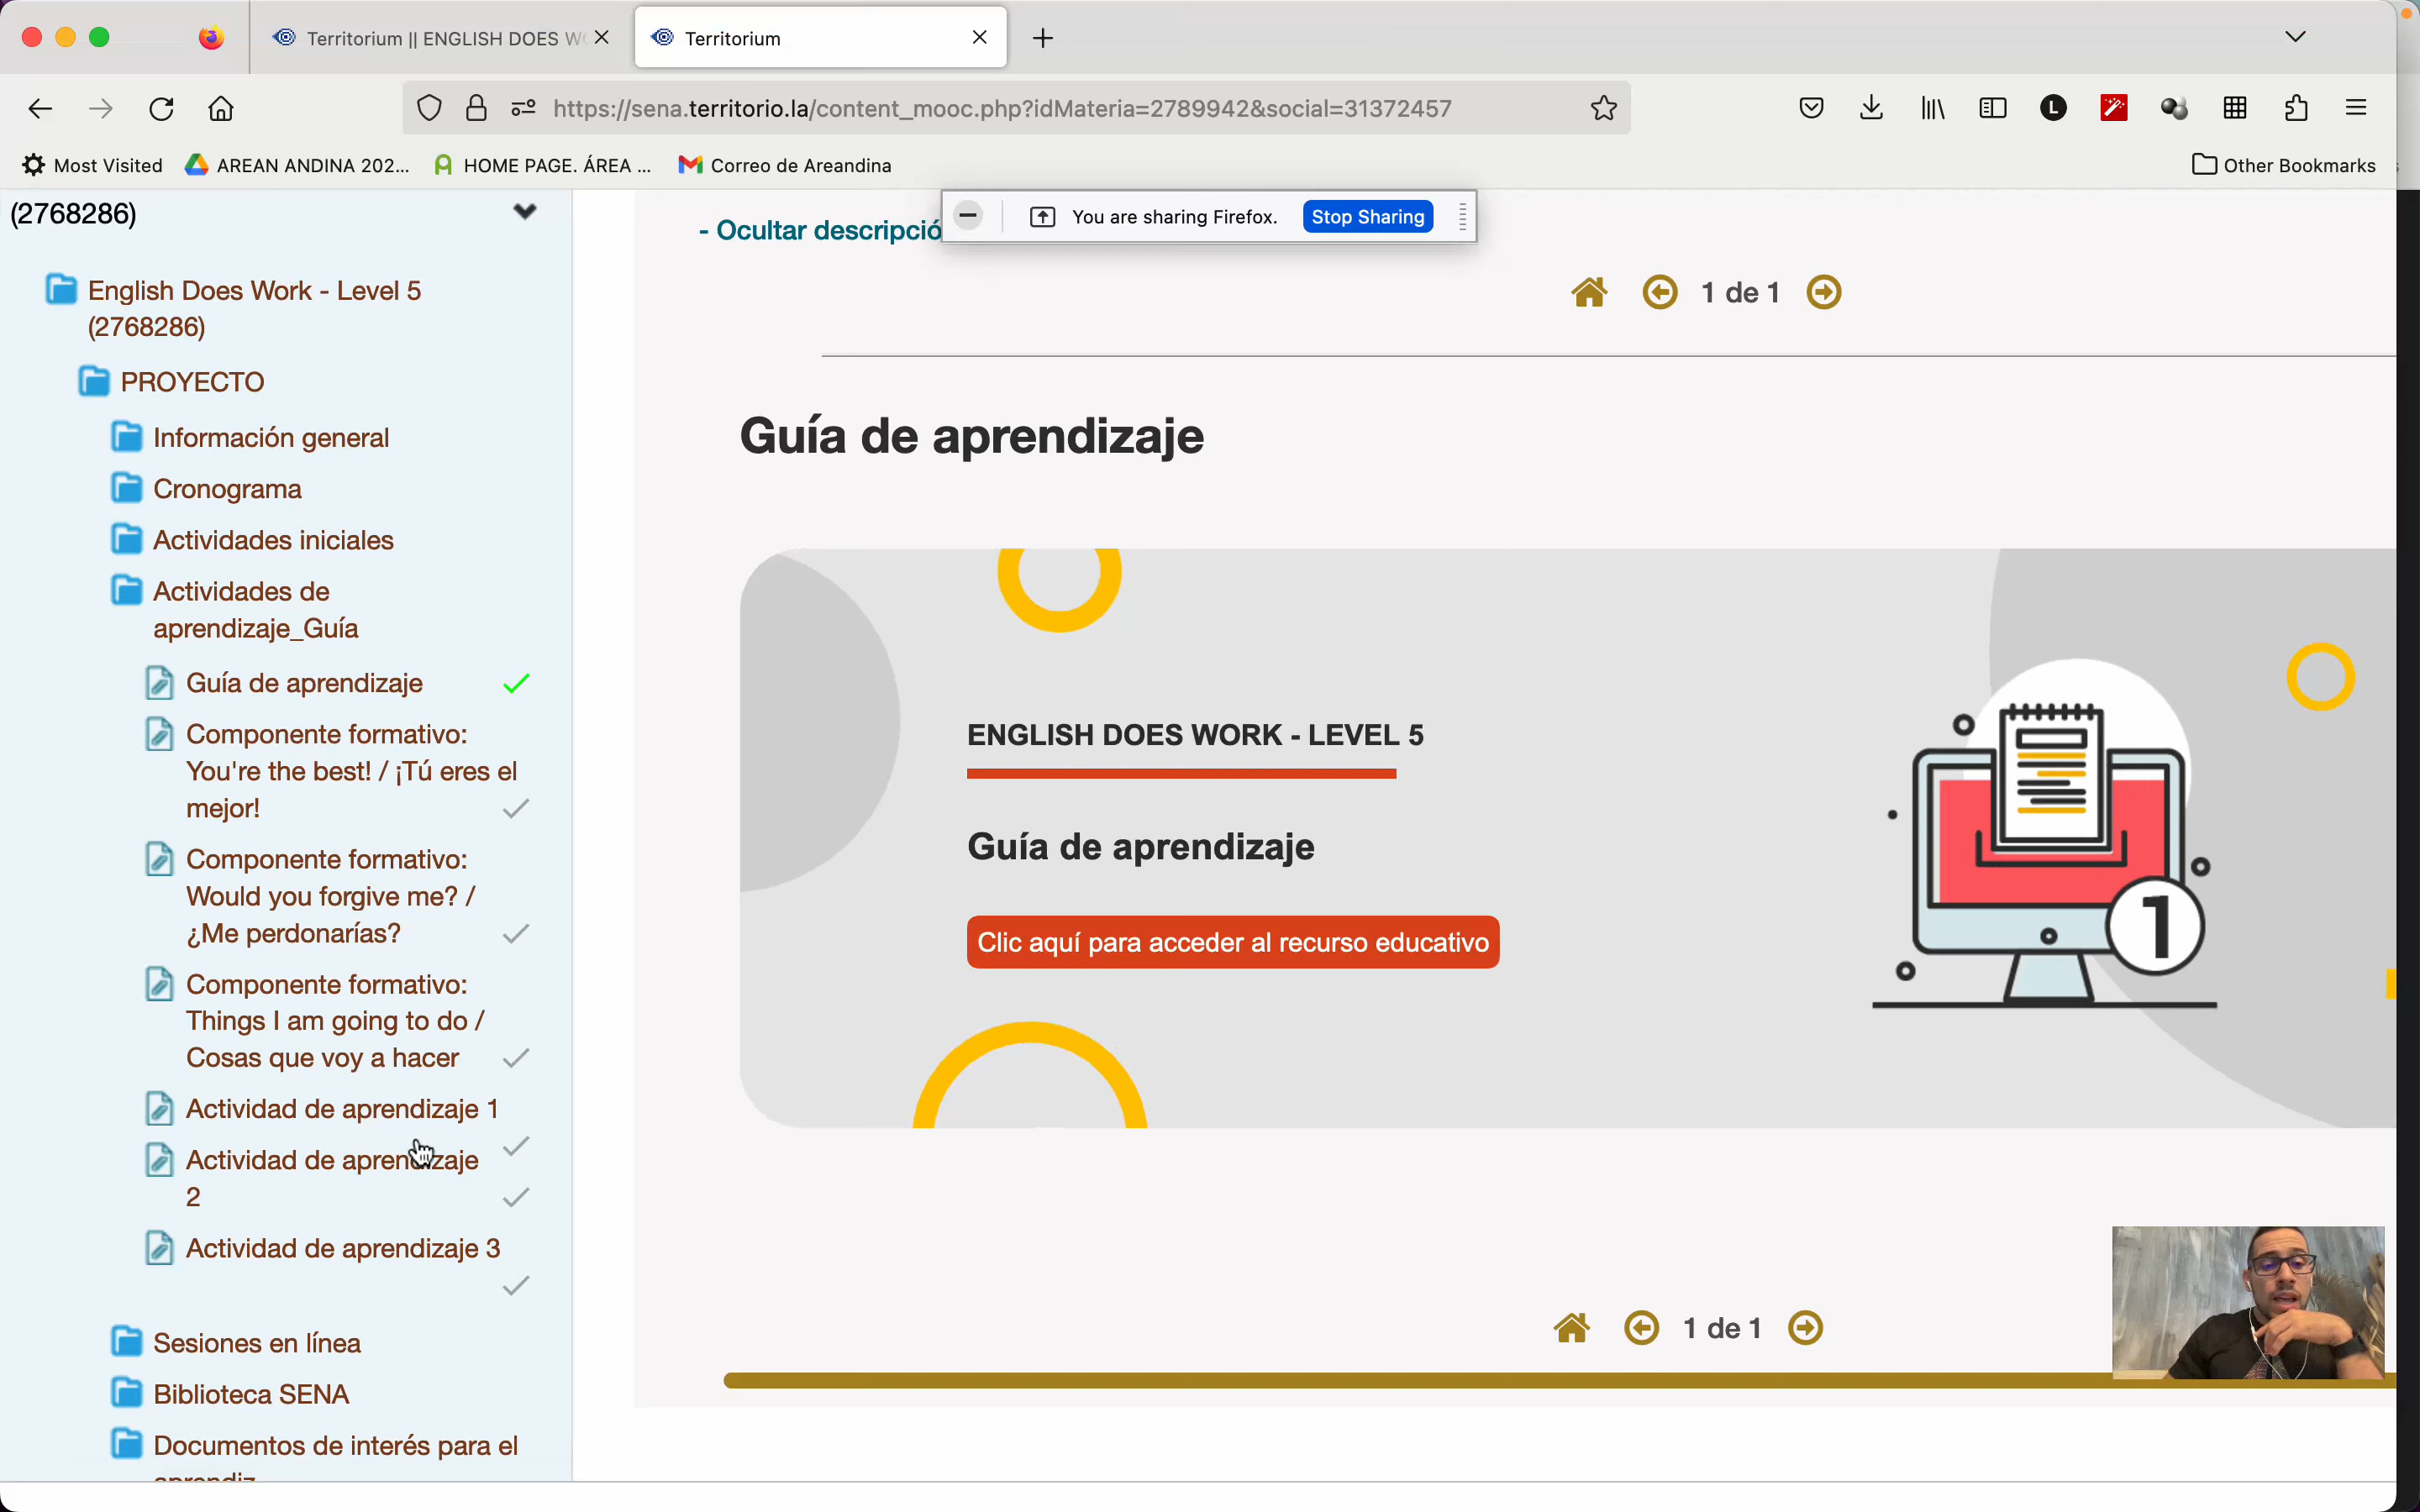 Territorium || ENGLISH DOES W
Territorium
https://sena.territorio.la/content_mooc.php?idMateria=2789942&social=31372457
L
Most Visited
AREAN ANDINA 202...
HOME PAGE. ÁREA ...
Correo de Areandina
Other Bookmarks
(2768286)
You are sharing Firefox.
Stop Sharing
- Ocultar descripció
1 de 1
English Does Work - Level 5
(2768286)
PROYECTO
Información general
Cronograma
Actividades iniciales
Actividades de
aprendizaje_Guía
Guía de aprendizaje
Componente formativo:
You're the best! / ¡Tú eres el
mejor!
Componente formativo:
Would you forgive me? /
¿Me perdonarías?
Componente formativo:
Things I am going to do /
Cosas que voy a hacer
Actividad de aprendizaje 1
Actividad de aprendizaje
2
Actividad de aprendizaje 3
Sesiones en línea
Biblioteca SENA
Documentos de interés para el
aprendiz
Guía de aprendizaje
ENGLISH DOES WORK - LEVEL 5
Guía de aprendizaje
Clic aquí para acceder al recurso educativo
1
1 de 1